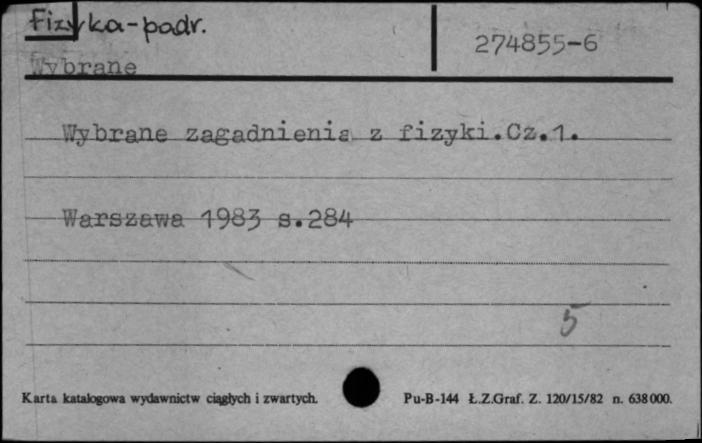 Fizyka-padr.
274855-6
Wybrane
Wybrane zagadnienia z fizyki.Cz.1.
Warszawa 1983 s.284
5
Karta katalogowa wydawnictw ciągłych i zwartych.
Pu-B-144 Ł.Z.Graf. Z. 120/15/82 n. 638000.